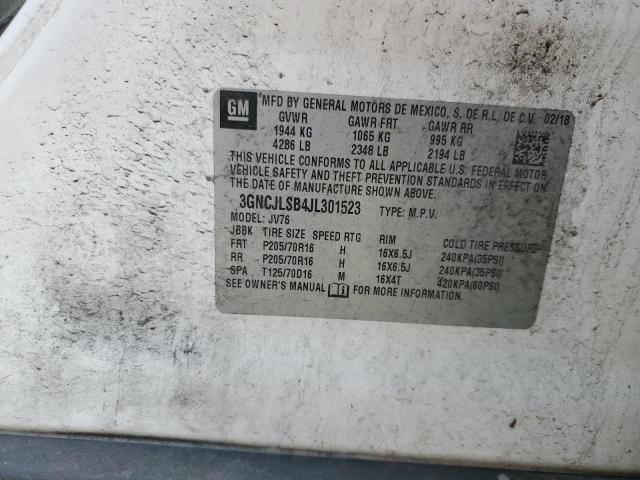 GM *MFD BY GENERAL MOTORS DE MEXICO, S. DE R.L. DE C.V. 02/18
GVWR GAWR FRT GAWR RR
1944 KG 1065 KG 995 KG
4286 LB 2348 LB 2194 LB
THIS VEHICLE CONFORMS TO ALL APPLICABLE U.S. FEDERAL MOTOR
VEHICLE SAFETY AND THEFT PREVENTION STANDARDS IN EFFECT ON THE
DATE OF MANUFACTURE SHOWN ABOVE.
3GNCJLSB4JL301523 TYPE: M.P.V.
MODEL: JV76
JBBK TIRE SIZE SPEED RTG RIM COLD TIRE PRESSURE
FRT P205/70R16 H 16X6.5J 240KPA(35PSI)
RR P205/70R16 H 16X6.5J 240KPA(35PSI)
SPA T125/70D16 M 16X4T 420KPA(60PSI)
SEE OWNER'S MANUAL FOR MORE INFORMATION.